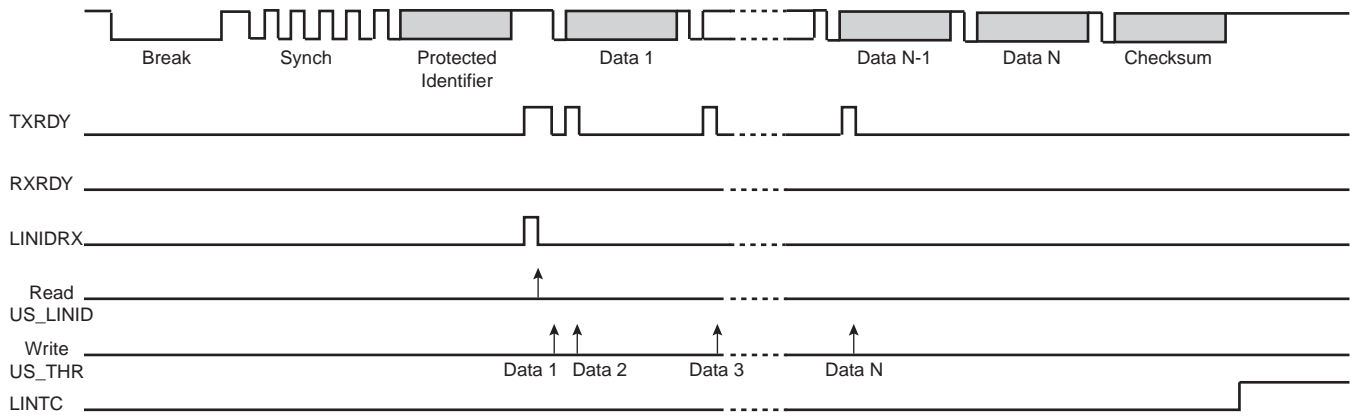 Break Synch Protected Data 1 Data N-1 Data N Checksum
Identifier
TXRDY
RXRDY
LINIDRX
Read
US_LINID
Write
US_THR
Data 1 Data 2 Data 3 Data N
LINTC